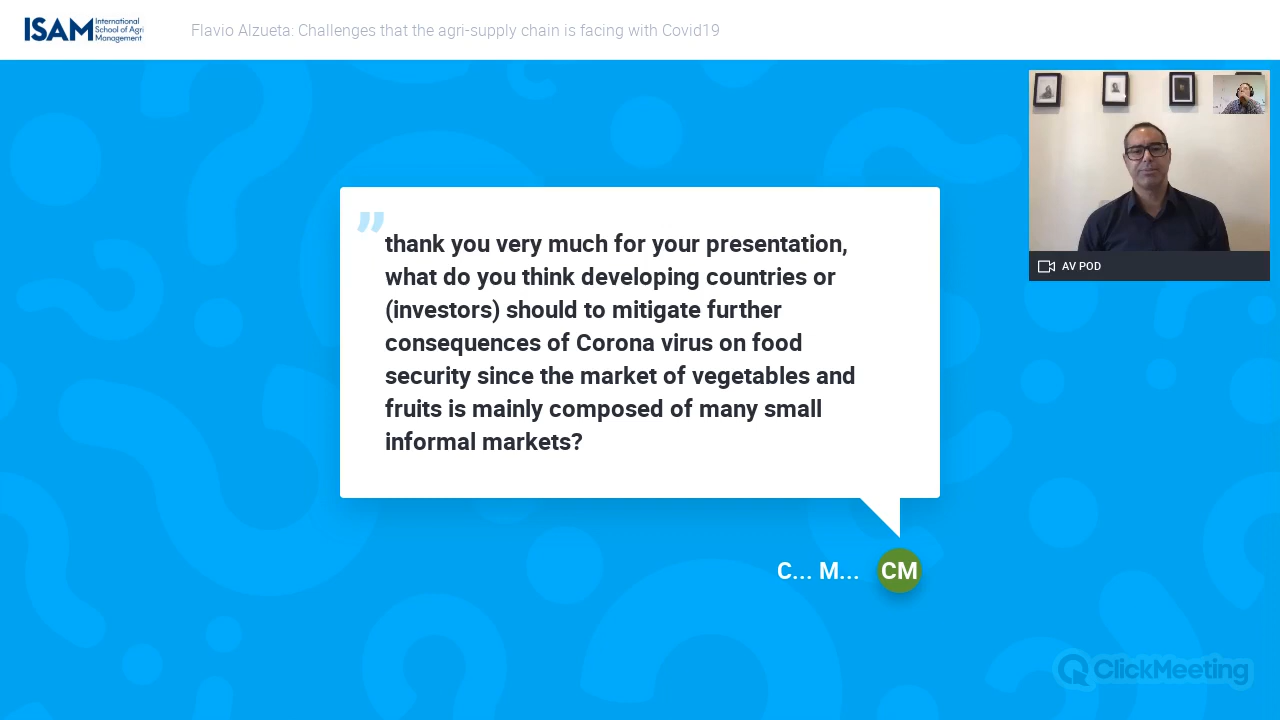 ISAM International
School of Agri
Management
Flavio Alzueta: Challenges that the agri-supply chain is facing with Covid19
thank you very much for your presentation,
what do you think developing countries or
(investors) should to mitigate further
consequences of Corona virus on food
security since the market of vegetables and
fruits is mainly composed of many small
informal markets?
C... M... CM
AV POD
ClickMeeting